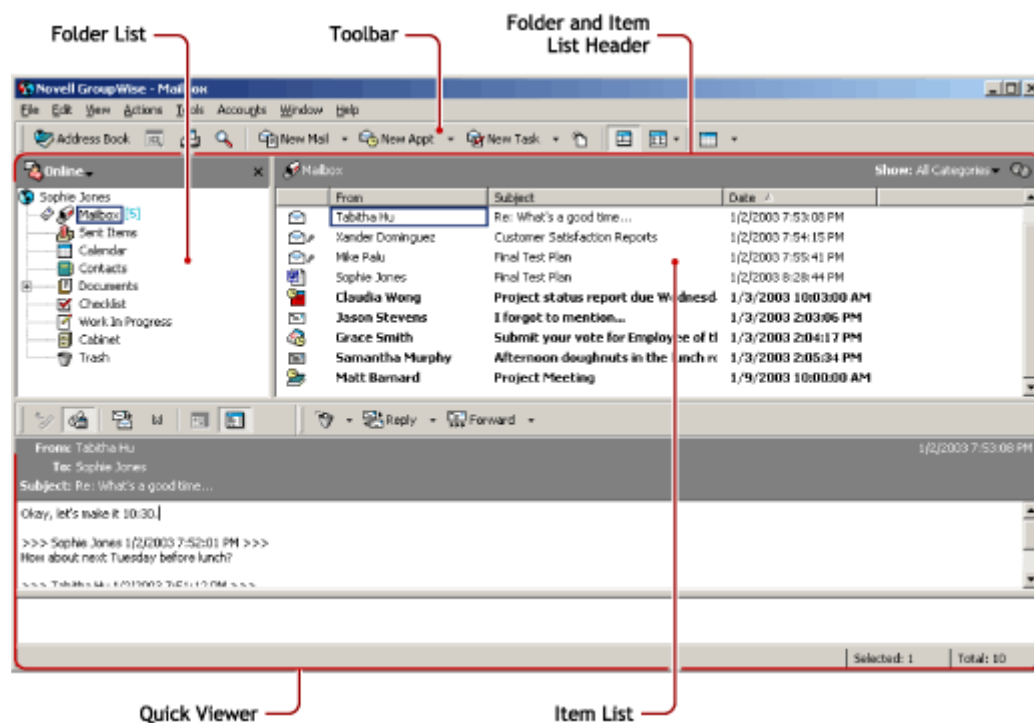 Folder List
Toolbar
Folder and Item
List Header
Novell GroupWise - Mailbox
File Edit View Actions Tools Accounts Window Help
Address Book New Mail New Appt New Task
Online
Mailbox
Show: All Categories
Sophie Jones
Mailbox [5]
Sent Items
Calendar
Contacts
Documents
Checklist
Work In Progress
Cabinet
Trash
From Subject Date
Tabitha Hu Re: What's a good time... 1/2/2003 7:53:08 PM
Xander Dominguez Customer Satisfaction Reports 1/2/2003 7:54:15 PM
Mike Palu Final Test Plan 1/2/2003 7:55:41 PM
Sophie Jones Final Test Plan 1/2/2003 8:28:44 PM
Claudia Wong Project status report due Wednesd 1/3/2003 10:03:00 AM
Jason Stevens I forgot to mention... 1/3/2003 2:03:06 PM
Grace Smith Submit your vote for Employee of tl 1/3/2003 2:04:17 PM
Samantha Murphy Afternoon doughnuts in the lunch rc 1/3/2003 2:05:34 PM
Matt Barnard Project Meeting 1/9/2003 10:00:00 AM
Reply Forward
From: Tabitha Hu 1/2/2003 7:53:08 PM
To: Sophie Jones
Subject: Re: What's a good time...
Okay, let's make it 10:30.
>>> Sophie Jones 1/2/2003 7:52:01 PM >>>
How about next Tuesday before lunch?
>>> Tabitha Hu 1/2/2003 7:51:12 PM >>>
Selected: 1 Total: 10
Quick Viewer
Item List